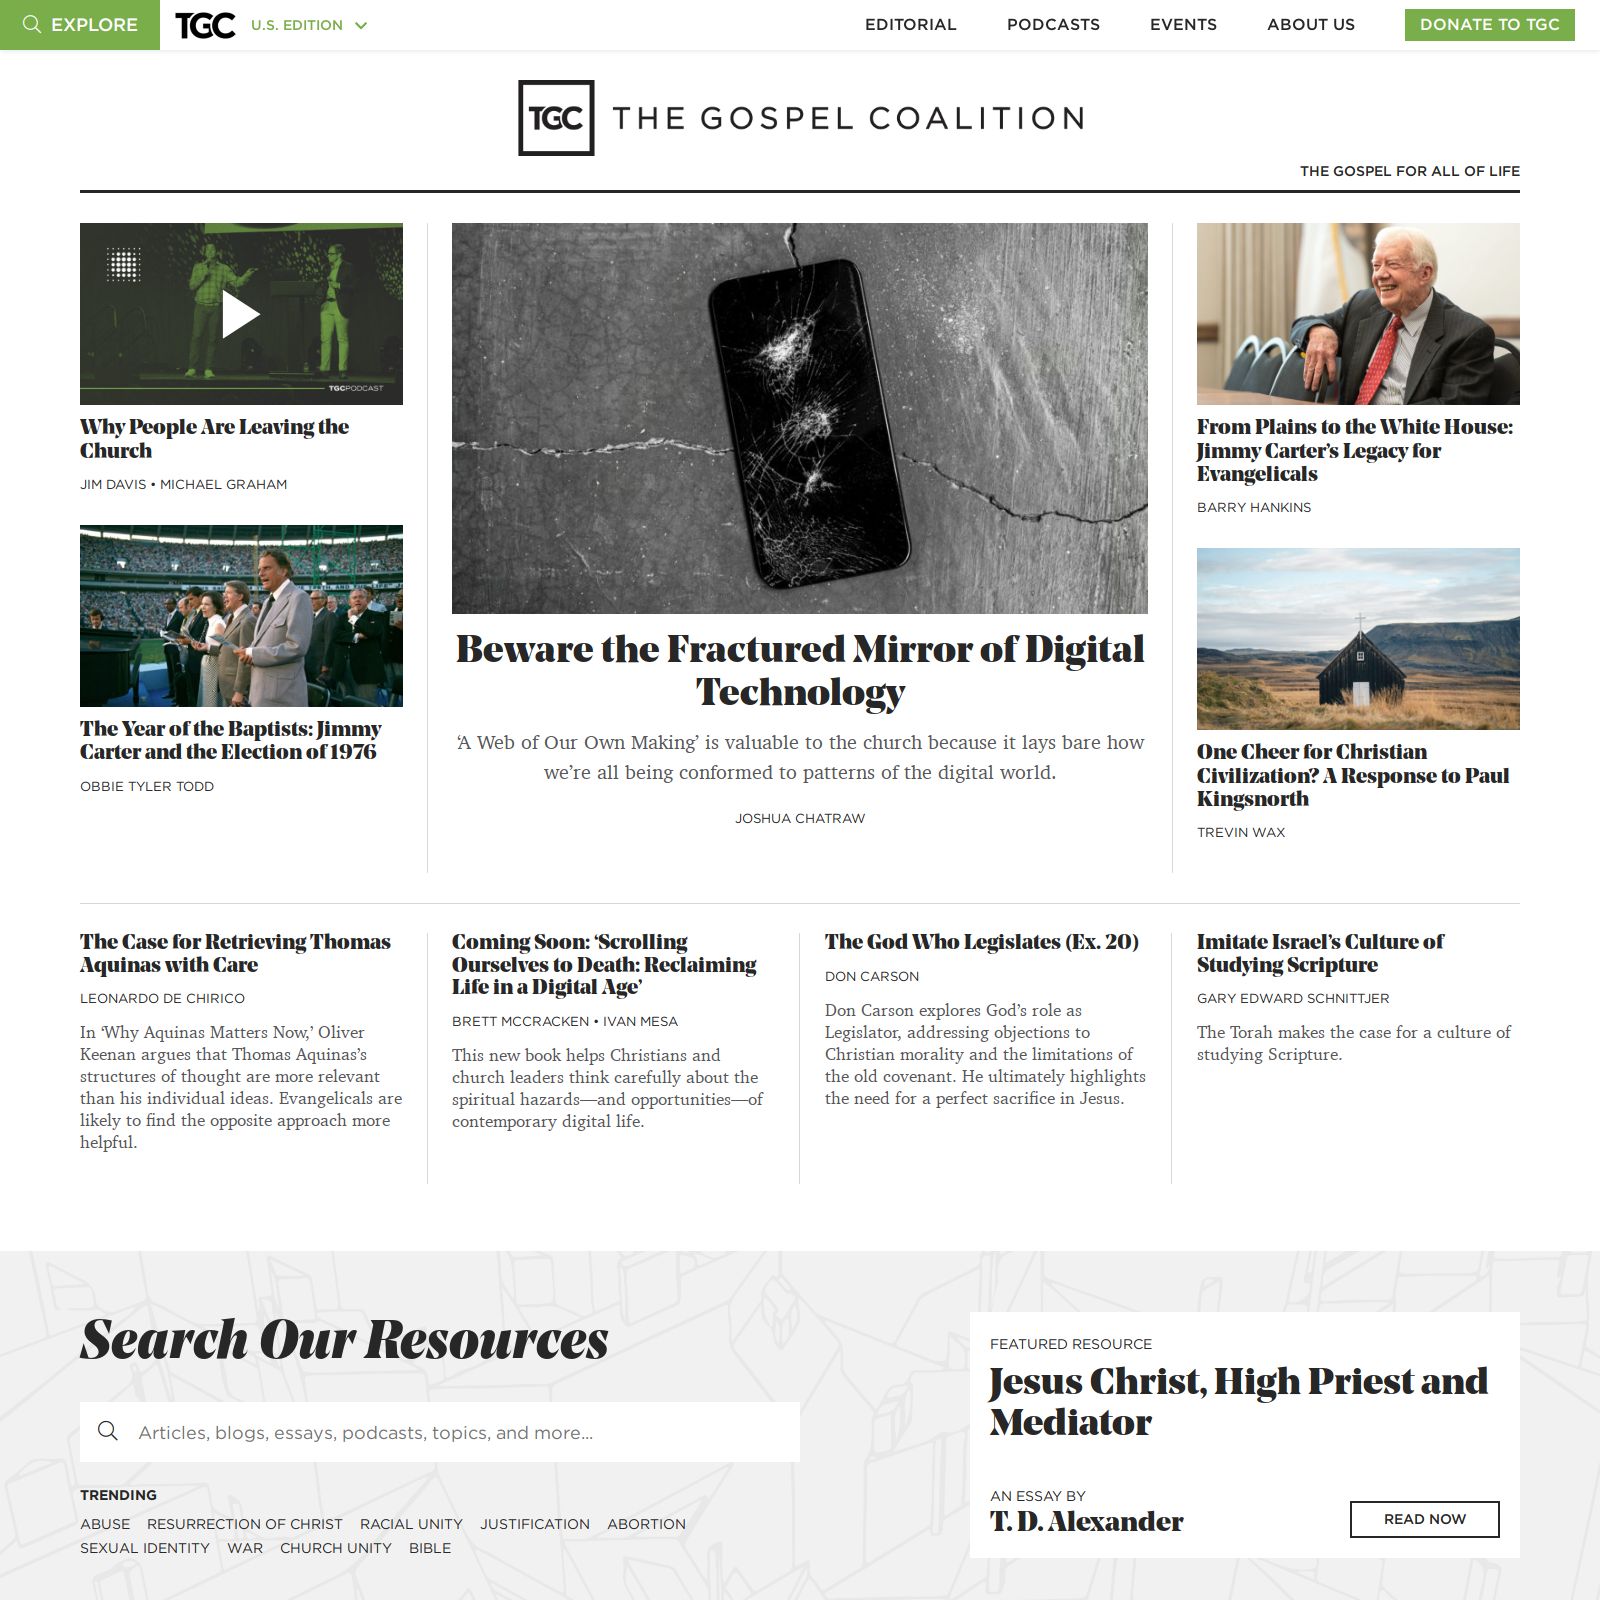 EXPLORE
TGC
U.S. EDITION
EDITORIAL
PODCASTS
EVENTS
ABOUT US
DONATE TO TGC
TGC THE GOSPEL COALITION
THE GOSPEL FOR ALL OF LIFE
TGCPODCAST
Why People Are Leaving the
Church
JIM DAVIS • MICHAEL GRAHAM
The Year of the Baptists: Jimmy
Carter and the Election of 1976
OBBIE TYLER TODD
Beware the Fractured Mirror of Digital
Technology
‘A Web of Our Own Making’ is valuable to the church because it lays bare how
we’re all being conformed to patterns of the digital world.
JOSHUA CHATRAW
From Plains to the White House:
Jimmy Carter’s Legacy for
Evangelicals
BARRY HANKINS
One Cheer for Christian
Civilization? A Response to Paul
Kingsnorth
TREVIN WAX
The Case for Retrieving Thomas
Aquinas with Care
LEONARDO DE CHIRICO
In ‘Why Aquinas Matters Now,’ Oliver
Keenan argues that Thomas Aquinas’s
structures of thought are more relevant
than his individual ideas. Evangelicals are
likely to find the opposite approach more
helpful.
Coming Soon: ‘Scrolling
Ourselves to Death: Reclaiming
Life in a Digital Age’
BRETT MCCRACKEN • IVAN MESA
This new book helps Christians and
church leaders think carefully about the
spiritual hazards—and opportunities—of
contemporary digital life.
The God Who Legislates (Ex. 20)
DON CARSON
Don Carson explores God’s role as
Legislator, addressing objections to
Christian morality and the limitations of
the old covenant. He ultimately highlights
the need for a perfect sacrifice in Jesus.
Imitate Israel’s Culture of
Studying Scripture
GARY EDWARD SCHNITTJER
The Torah makes the case for a culture of
studying Scripture.
Search Our Resources
Articles, blogs, essays, podcasts, topics, and more...
TRENDING
ABUSE RESURRECTION OF CHRIST RACIAL UNITY JUSTIFICATION ABORTION
SEXUAL IDENTITY WAR CHURCH UNITY BIBLE
FEATURED RESOURCE
Jesus Christ, High Priest and
Mediator
AN ESSAY BY
T. D. Alexander
READ NOW